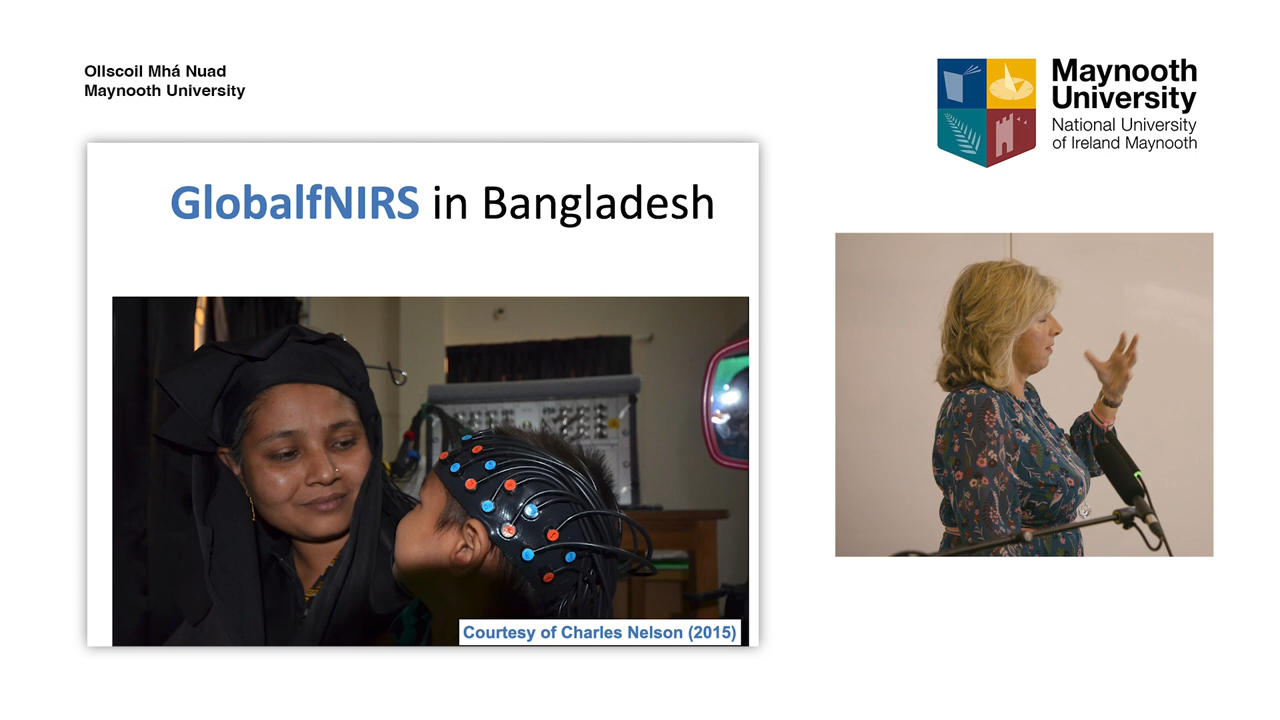 Ollscoil Mhá Nuad
Maynooth University
Maynooth
University
National University
of Ireland Maynooth
GlobalfNIRS in Bangladesh
Courtesy of Charles Nelson (2015)